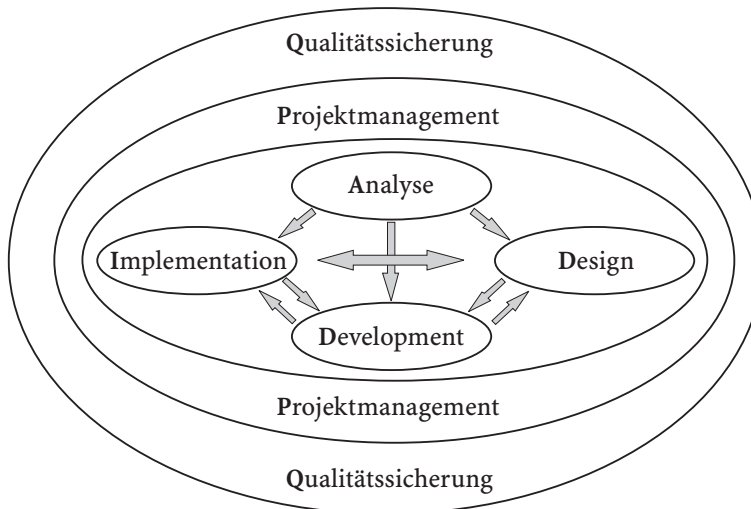 Qualitätssicherung
Projektmanagement
Analyse
Implementation
Design
Development
Projektmanagement
Qualitätssicherung